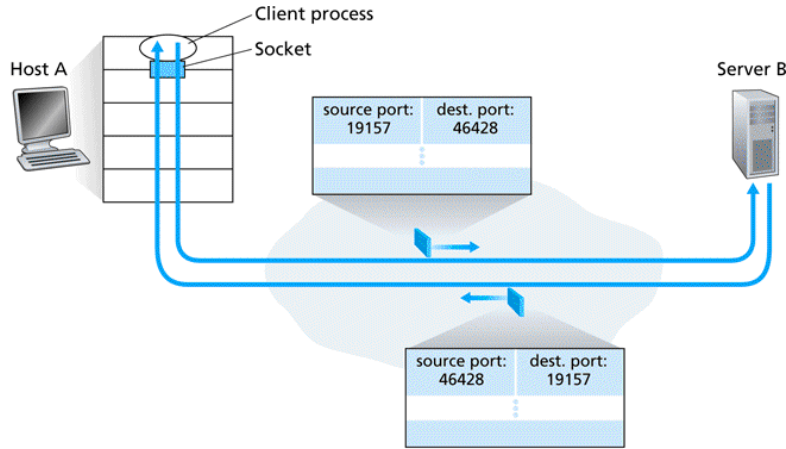 Client process
Socket
Host A
Server B
source port: dest. port:
19157 46428
source port: dest. port:
46428 19157